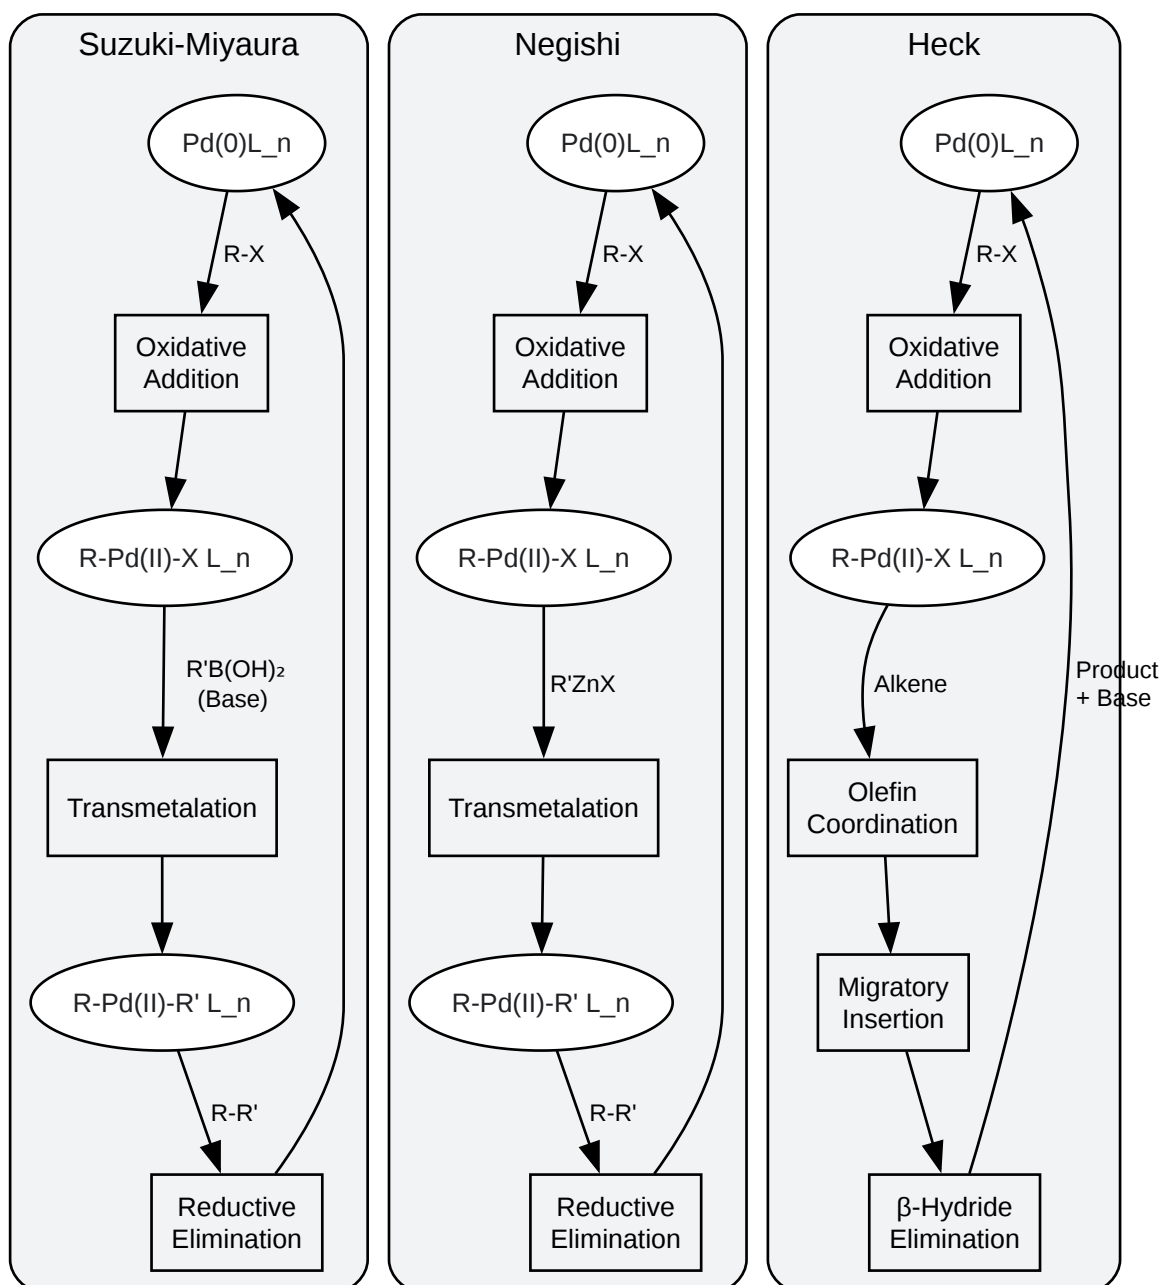 Suzuki-Miyaura
Pd(0)L_n
R-X
Oxidative
Addition
R-Pd(II)-X L_n
R'B(OH)₂
(Base)
Transmetalation
R-Pd(II)-R' L_n
R-R'
Reductive
Elimination
Negishi
Pd(0)L_n
R-X
Oxidative
Addition
R-Pd(II)-X L_n
R'ZnX
Transmetalation
R-Pd(II)-R' L_n
R-R'
Reductive
Elimination
Heck
Pd(0)L_n
R-X
Oxidative
Addition
R-Pd(II)-X L_n
Alkene
Product
+ Base
Olefin
Coordination
Migratory
Insertion
β-Hydride
Elimination